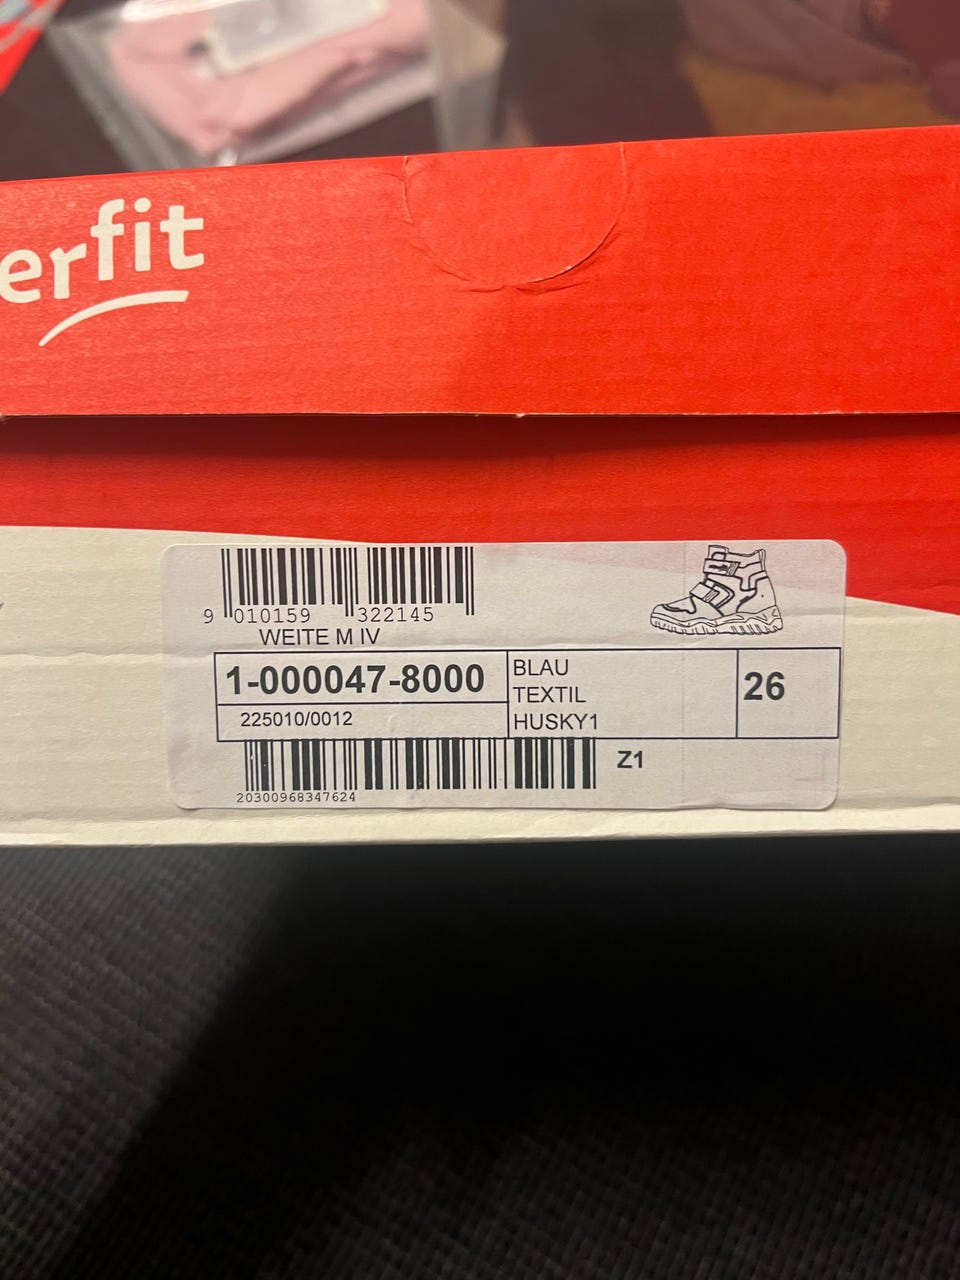 erfit
9 010159 322145
WEITE M IV
1-000047-8000
225010/0012
BLAU
TEXTIL
HUSKY1
26
Z1
20300968347624